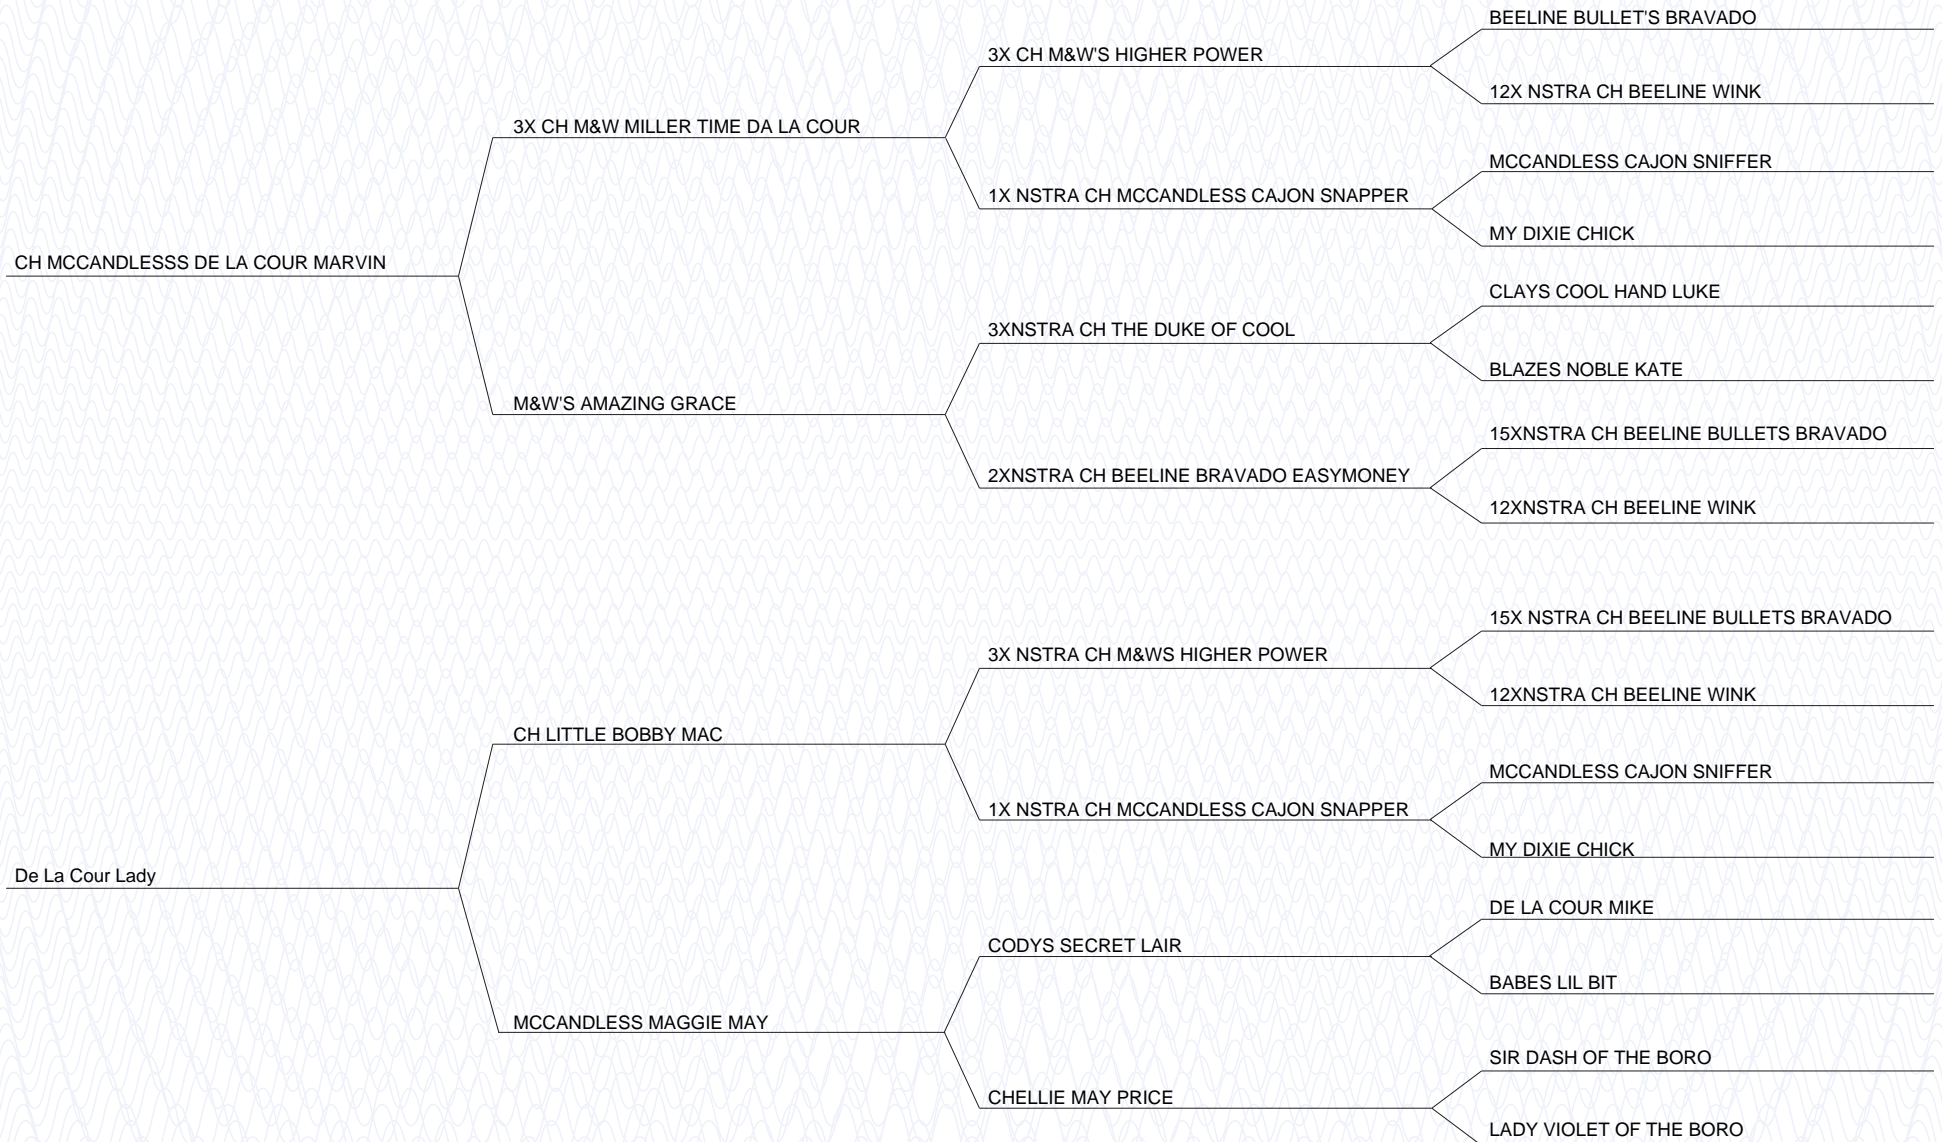 BEELINE BULLET'S BRAVADO
3X CH M&W'S HIGHER POWER
12X NSTRA CH BEELINE WINK
3X CH M&W MILLER TIME DA LA COUR
MCCANDLESS CAJON SNIFFER
1X NSTRA CH MCCANDLESS CAJON SNAPPER
MY DIXIE CHICK
CH MCCANDLESSS DE LA COUR MARVIN
CLAYS COOL HAND LUKE
3XNSTRA CH THE DUKE OF COOL
BLAZES NOBLE KATE
M&W'S AMAZING GRACE
15XNSTRA CH BEELINE BULLETS BRAVADO
2XNSTRA CH BEELINE BRAVADO EASYMONEY
12XNSTRA CH BEELINE WINK
15X NSTRA CH BEELINE BULLETS BRAVADO
3X NSTRA CH M&WS HIGHER POWER
12XNSTRA CH BEELINE WINK
CH LITTLE BOBBY MAC
MCCANDLESS CAJON SNIFFER
1X NSTRA CH MCCANDLESS CAJON SNAPPER
MY DIXIE CHICK
De La Cour Lady
DE LA COUR MIKE
CODYS SECRET LAIR
BABES LIL BIT
MCCANDLESS MAGGIE MAY
SIR DASH OF THE BORO
CHELLIE MAY PRICE
LADY VIOLET OF THE BORO